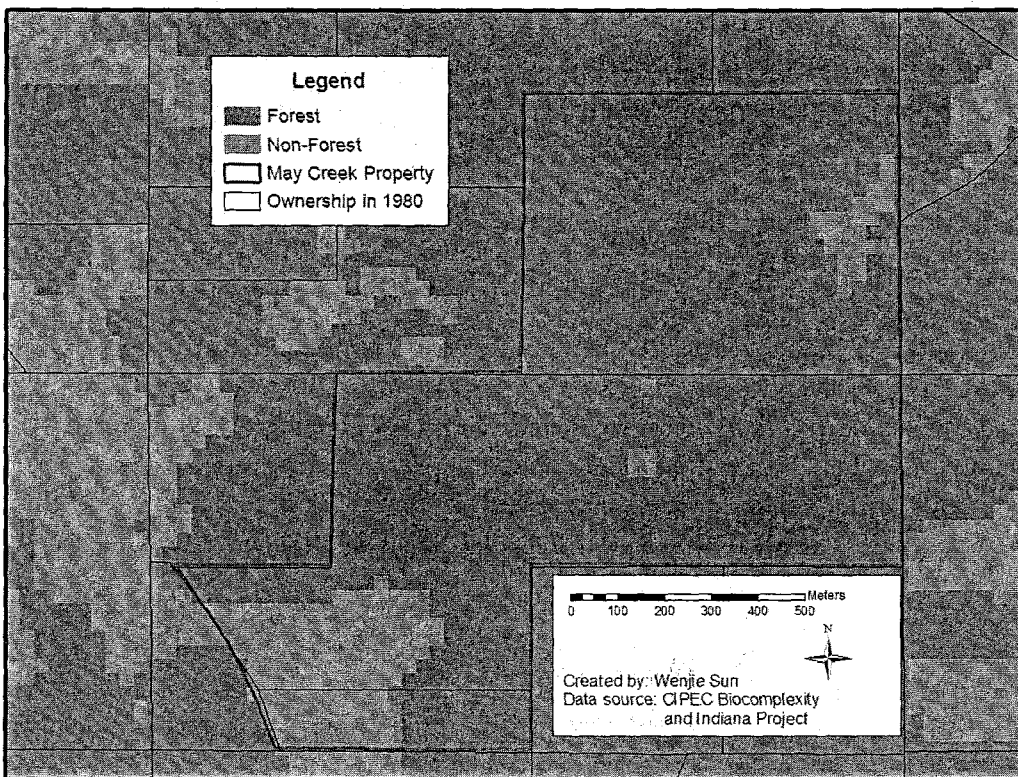 Legend
Forest
Non-Forest
May Creek Property
Ownership in 1980
Meters
0 100 200 300 400 500
N
Created by: Wenjie Sun
Data source: CIPEC Biocomplexity
and Indiana Project